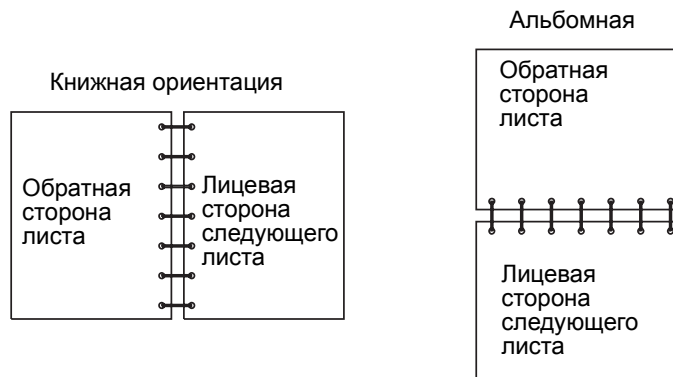 Альбомная
Обратная
сторона
листа
Книжная ориентация
Обратная
сторона
листа
Лицевая
сторона
следующего
листа
Лицевая
сторона
следующего
листа